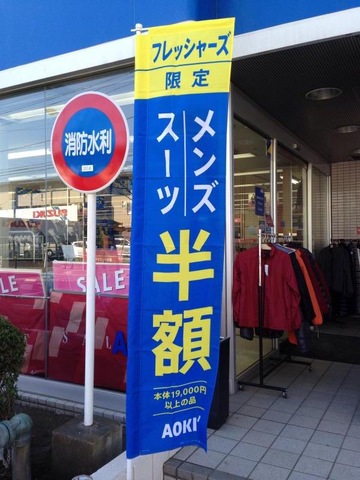 フレッシャーズ
限定
メンズ
スーツ
半額
本体19,000円
以上の品
AOKI
消防水利
SALE
SALE
SUZUKI